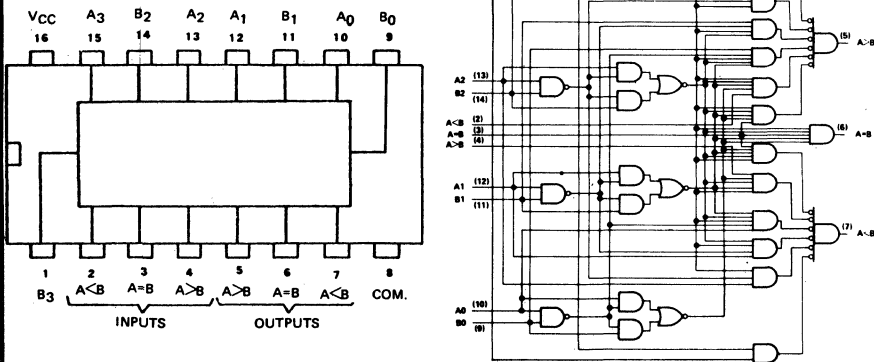 VCC A3 B2 A2 A1 B1 A0 B0
16 15 14 13 12 11 10 9
1 2 3 4 5 6 7 8
B3 A<B A=B A>B A>B A=B A<B COM.
INPUTS OUTPUTS
(5)
A>B
A2 (13)
B2
(14)
A<B (2)
A=B (3)
A>B (4)
(6)
A=B
A1 (12)
B1
(11)
(7)
A<B
A0 (10)
B0
(9)